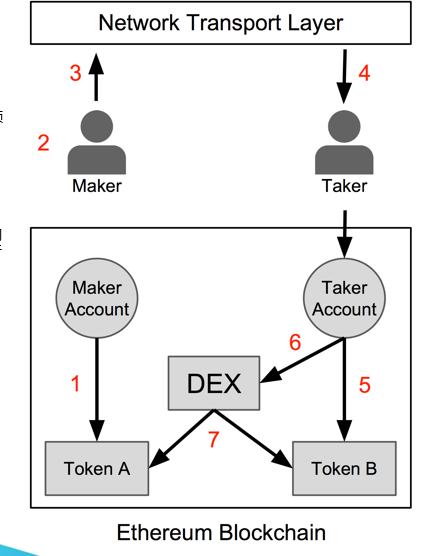 Network Transport Layer
3
4
2
Maker
Taker
Maker
Account
Taker
Account
6
1
DEX
5
7
Token A
Token B
Ethereum Blockchain